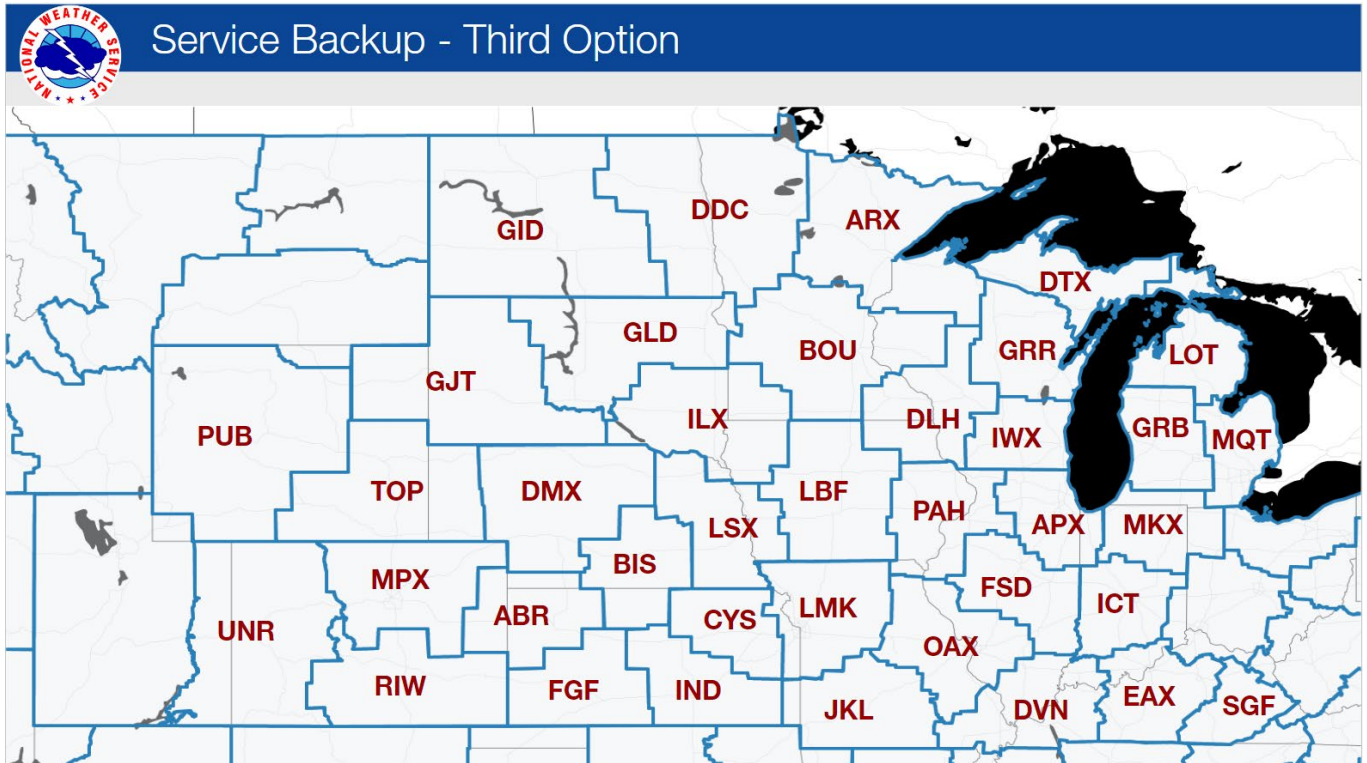 NATIONAL WEATHER SERVICE
Service Backup - Third Option
DDC
ARX
GID
DTX
GLD
BOU
GRR
LOT
GJT
PUB
ILX
DLH
IWX
GRB
MQT
TOP
DMX
LBF
PAH
LSX
APX
MKX
BIS
MPX
FSD
ICT
ABR
CYS
LMK
UNR
OAX
RIW
FGF
IND
JKL
DVN
EAX
SGF